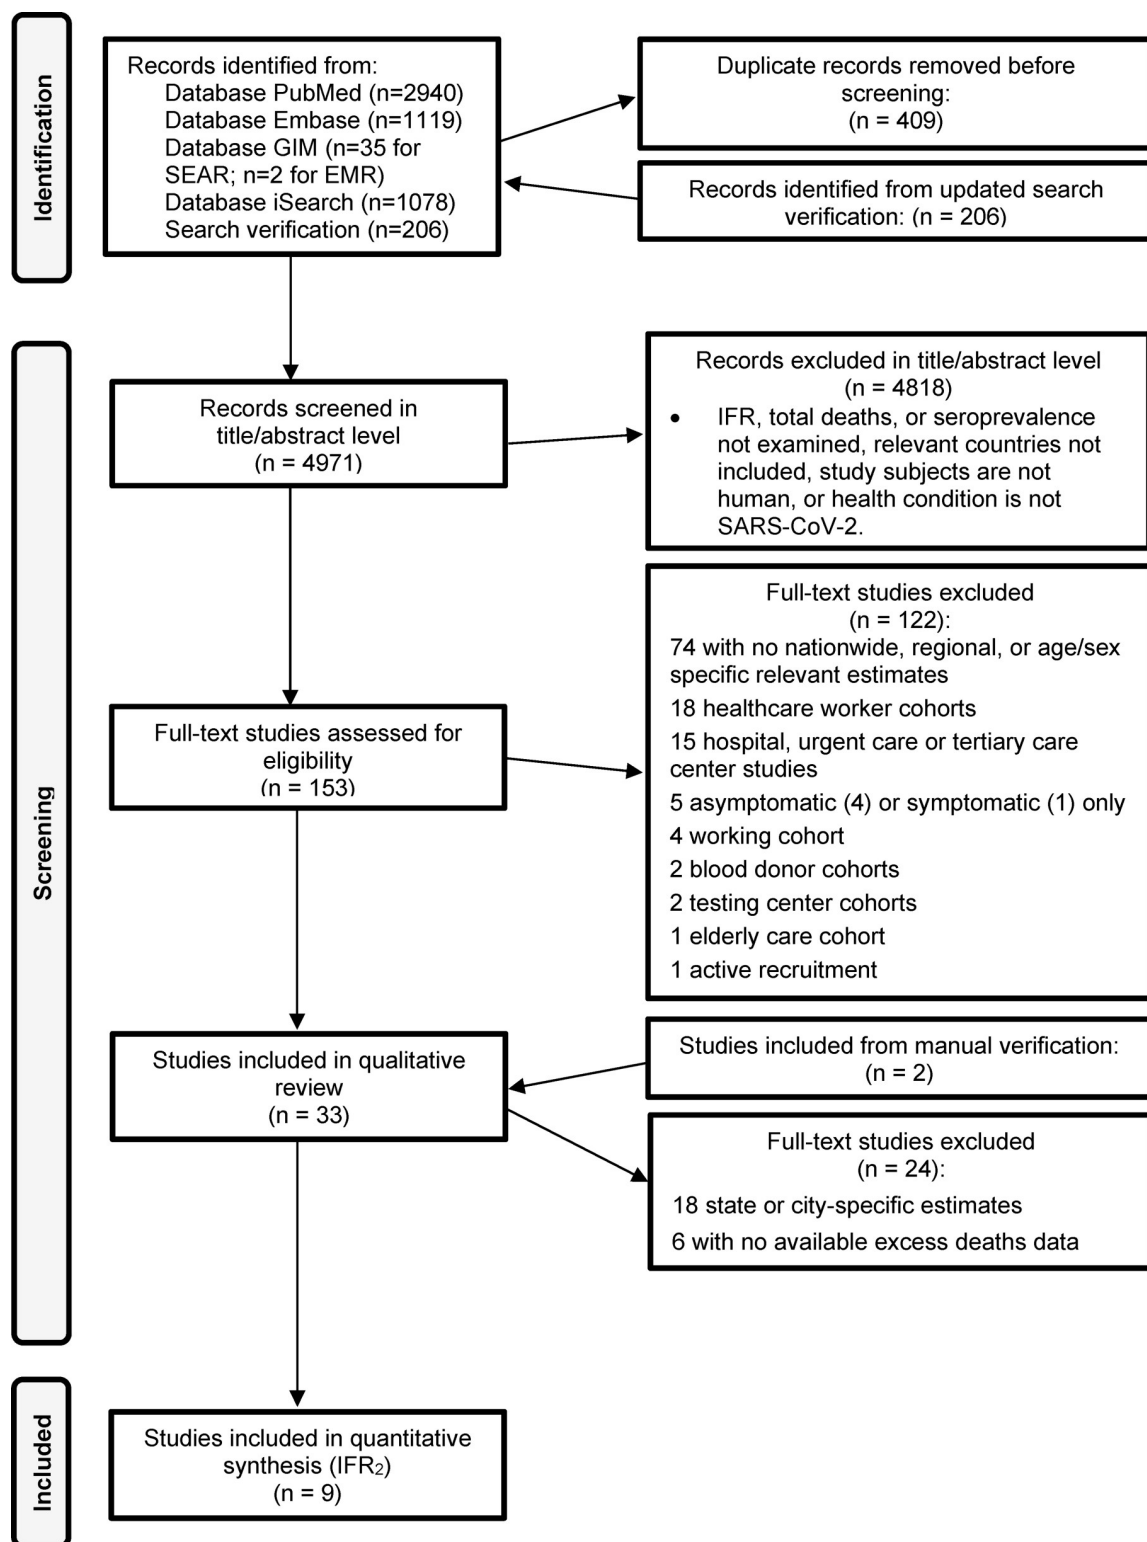 Identification
Records identified from:
Database PubMed (n=2940)
Database Embase (n=1119)
Database GIM (n=35 for
SEAR; n=2 for EMR)
Database iSearch (n=1078)
Search verification (n=206)
Duplicate records removed before
screening:
(n = 409)
Records identified from updated search
verification: (n = 206)
Screening
Records screened in
title/abstract level
(n = 4971)
Records excluded in title/abstract level
(n = 4818)
• IFR, total deaths, or seroprevalence
not examined, relevant countries not
included, study subjects are not
human, or health condition is not
SARS-CoV-2.
Full-text studies assessed for
eligibility
(n = 153)
Full-text studies excluded
(n = 122):
74 with no nationwide, regional, or age/sex
specific relevant estimates
18 healthcare worker cohorts
15 hospital, urgent care or tertiary care
center studies
5 asymptomatic (4) or symptomatic (1) only
4 working cohort
2 blood donor cohorts
2 testing center cohorts
1 elderly care cohort
1 active recruitment
Studies included in qualitative
review
(n = 33)
Studies included from manual verification:
(n = 2)
Full-text studies excluded
(n = 24):
18 state or city-specific estimates
6 with no available excess deaths data
Included
Studies included in quantitative
synthesis (IFR₂)
(n = 9)